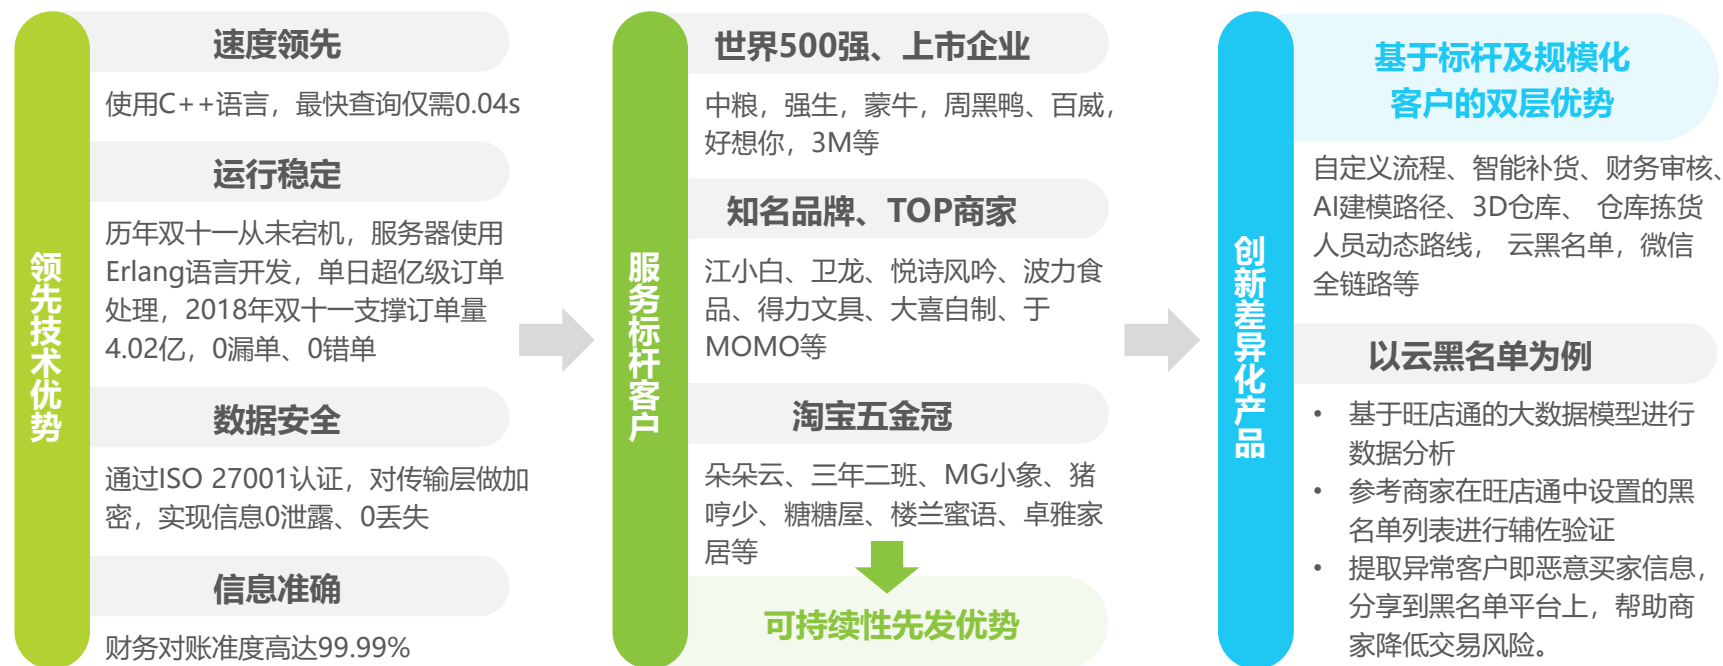 领先技术优势
速度领先
使用C++语言，最快查询仅需0.04s
运行稳定
历年双十一从未宕机，服务器使用
Erlang语言开发，单日超亿级订单
处理，2018年双十一支撑订单量
4.02亿，0漏单、0错单
数据安全
通过ISO 27001认证，对传输层做加
密，实现信息0泄露、0丢失
信息准确
财务对账准度高达99.99%
服务标杆客户
世界500强、上市企业
中粮，强生，蒙牛，周黑鸭、百威，
好想你，3M等
知名品牌、TOP商家
江小白、卫龙、悦诗风吟、波力食
品、得力文具、大喜自制、于
MOMO等
淘宝五金冠
朵朵云、三年二班、MG小象、猪
哼少、糖糖屋、楼兰蜜语、卓雅家
居等
可持续性先发优势
创新差异化产品
基于标杆及规模化
客户的双层优势
自定义流程、智能补货、财务审核、
AI建模路径、3D仓库、 仓库拣货
人员动态路线， 云黑名单，微信
全链路等
以云黑名单为例
• 基于旺店通的大数据模型进行
数据分析
• 参考商家在旺店通中设置的黑
名单列表进行辅佐验证
• 提取异常客户即恶意买家信息，
分享到黑名单平台上，帮助商
家降低交易风险。